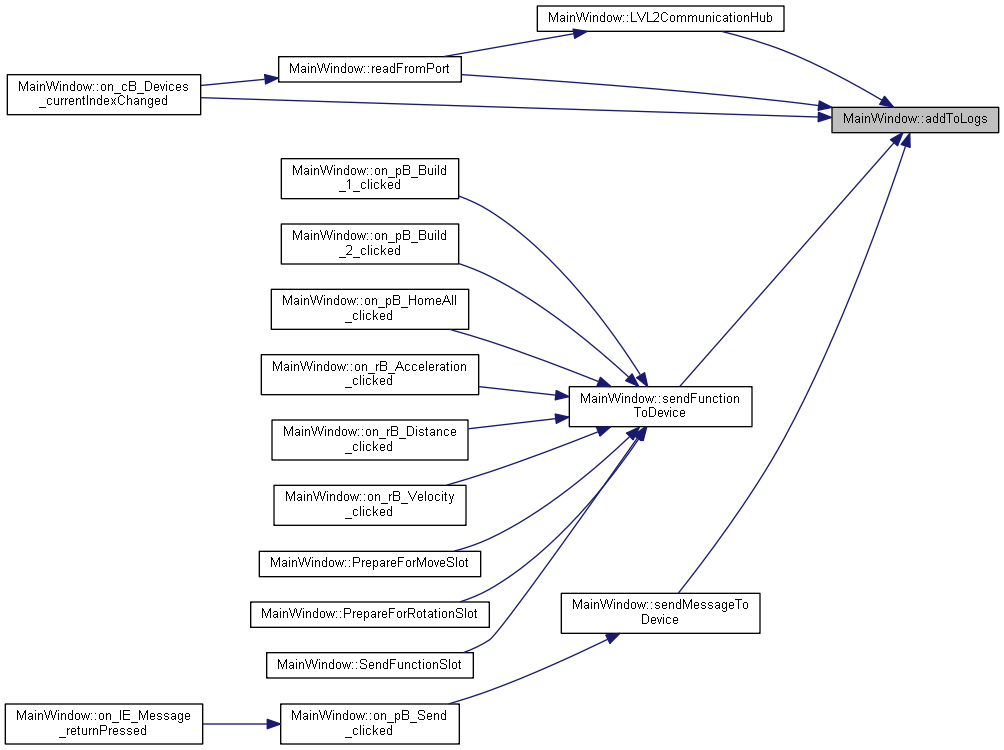 MainWindow::LVL2CommunicationHub
MainWindow::readFromPort
MainWindow::on_cB_Devices
_currentIndexChanged
MainWindow::addToLogs
MainWindow::on_pB_Build
_1_clicked
MainWindow::on_pB_Build
_2_clicked
MainWindow::on_pB_HomeAll
_clicked
MainWindow::on_rB_Acceleration
_clicked
MainWindow::sendFunction
ToDevice
MainWindow::on_rB_Distance
_clicked
MainWindow::on_rB_Velocity
_clicked
MainWindow::PrepareForMoveSlot
MainWindow::PrepareForRotationSlot
MainWindow::sendMessageTo
Device
MainWindow::SendFunctionSlot
MainWindow::on_lE_Message
_returnPressed
MainWindow::on_pB_Send
_clicked